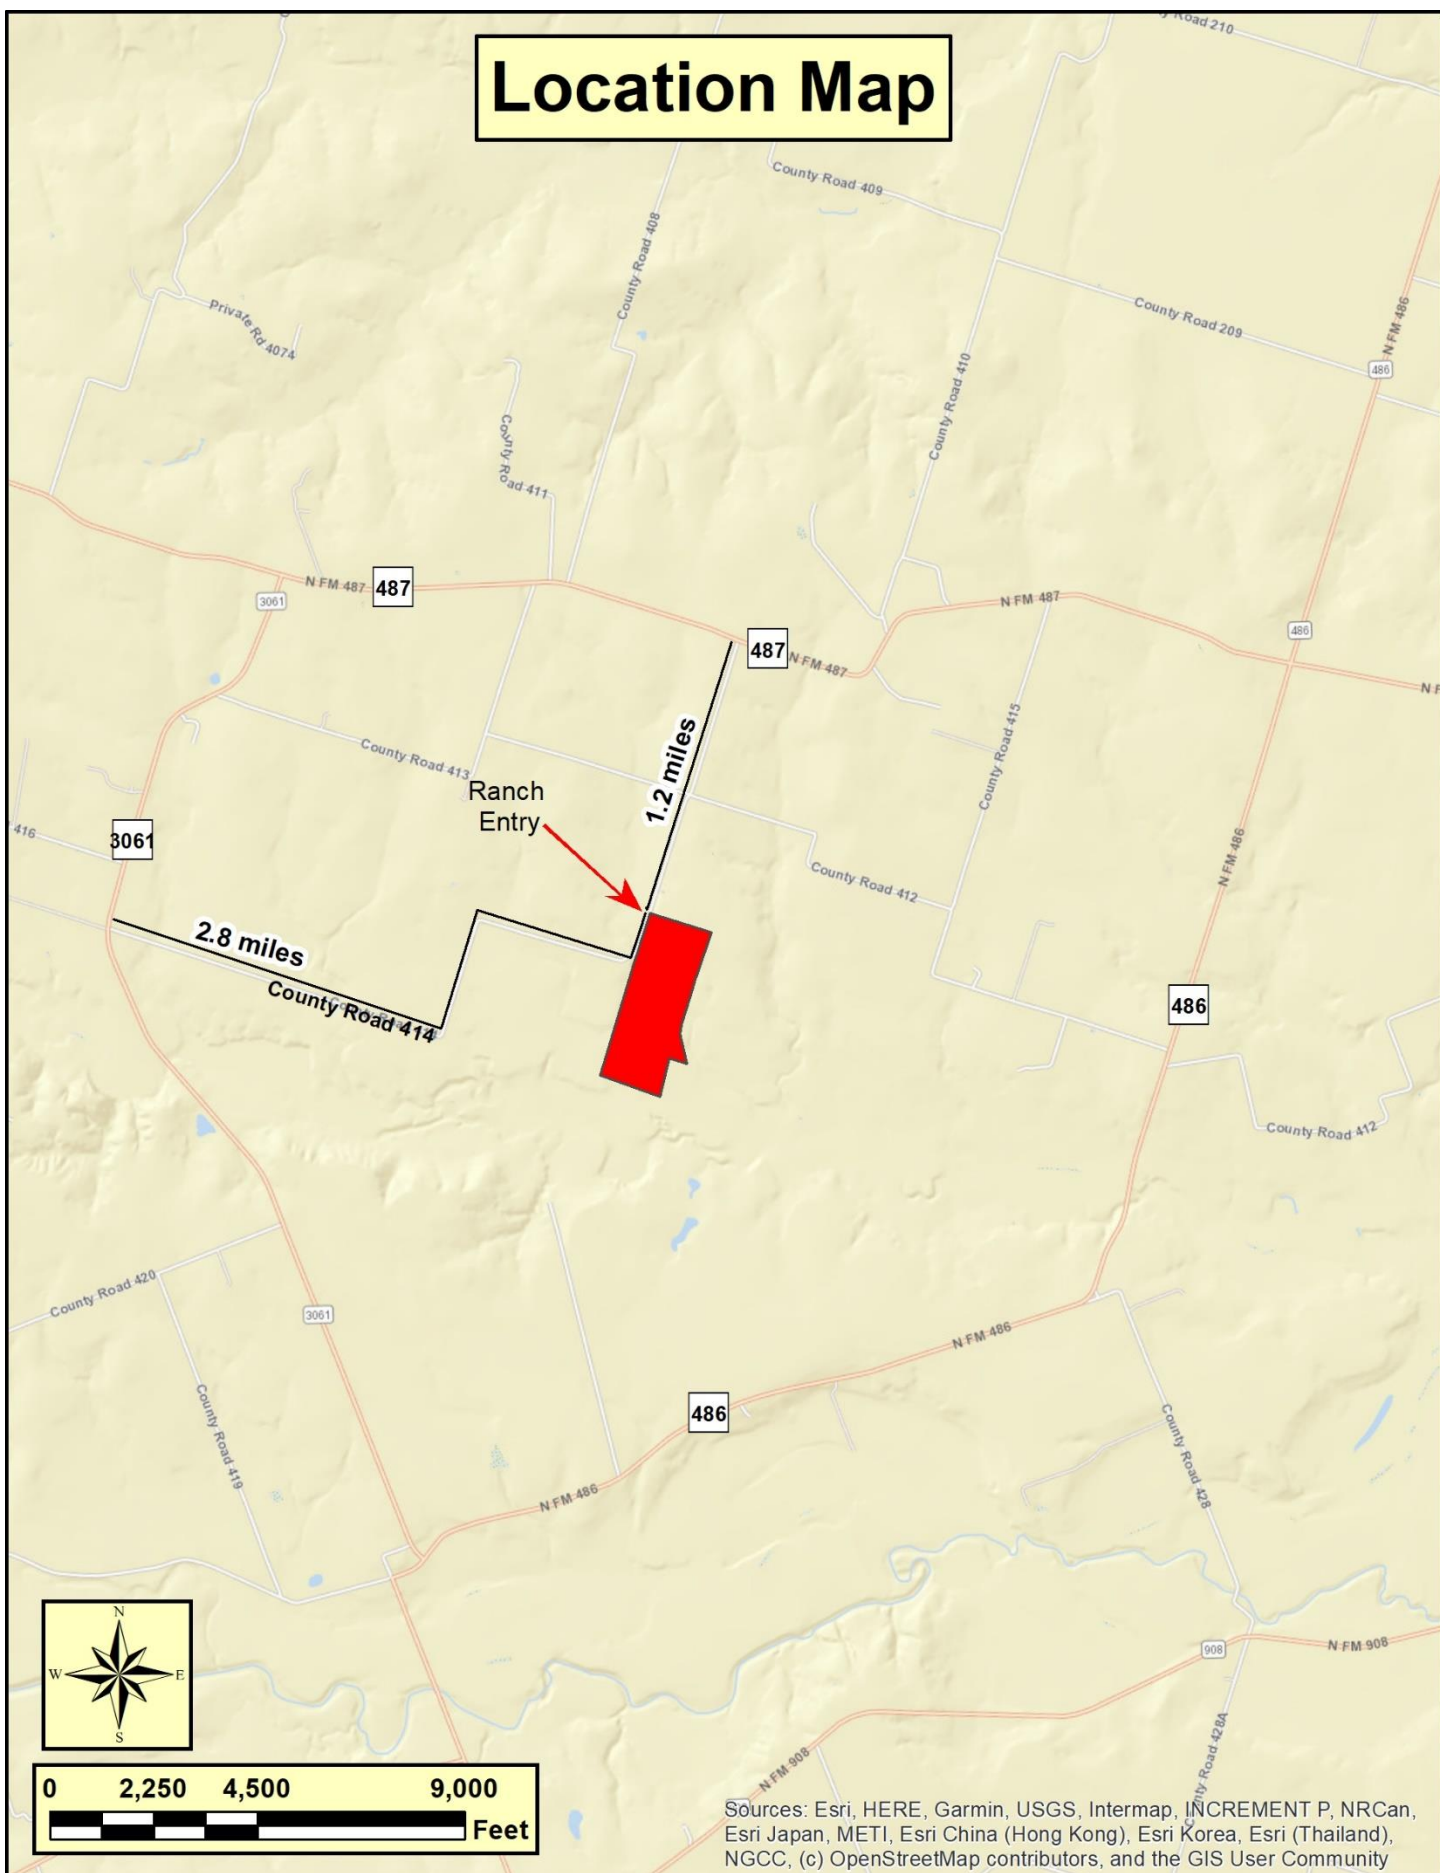 Road 210
Location Map
County Road 409
County Road 408
County Road 209
N FM 486
486
Private Rd 4074
County Road 410
County Road 411
N FM 487
487
3061
N FM 487
486
487
N FM 487
County Road 415
County Road 413
1.2 miles
Ranch
Entry
416
3061
County Road 412
N FM 486
2.8 miles
County Road 414
486
County Road 412
County Road 420
3061
N FM 486
486
County Road 419
County Road 428
N FM 486
N
W
E
S
908
N FM 908
County Road 428A
N FM 908
0 2,250 4,500 9,000
Feet
Sources: Esri, HERE, Garmin, USGS, Intermap, INCREMENT P, NRCan,
Esri Japan, METI, Esri China (Hong Kong), Esri Korea, Esri (Thailand),
NGCC, (c) OpenStreetMap contributors, and the GIS User Community